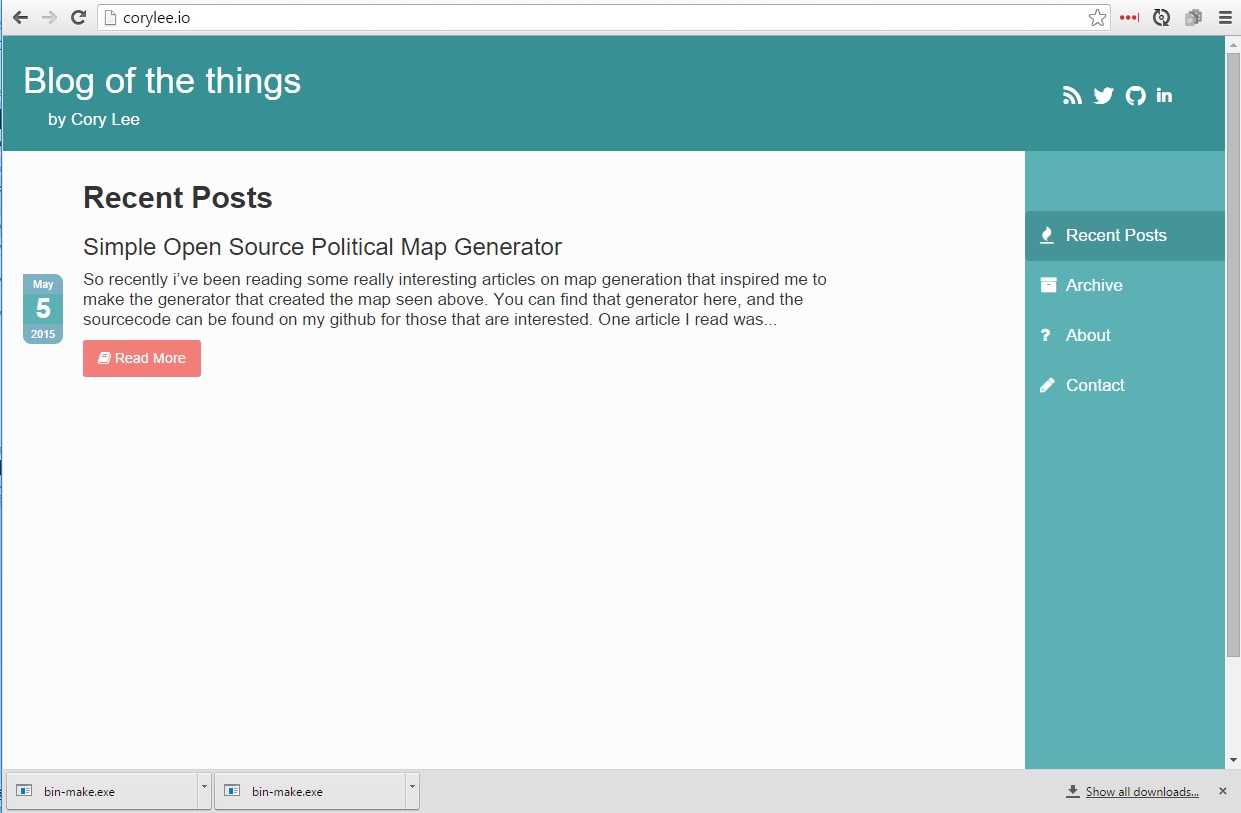 corylee.io
Blog of the things
by Cory Lee
Recent Posts
Simple Open Source Political Map Generator
May
5
2015
So recently i’ve been reading some really interesting articles on map generation that inspired me to
make the generator that created the map seen above. You can find that generator here, and the
sourcecode can be found on my github for those that are interested. One article I read was...
Read More
Recent Posts
Archive
? About
Contact
bin-make.exe
bin-make.exe
Show all downloads...